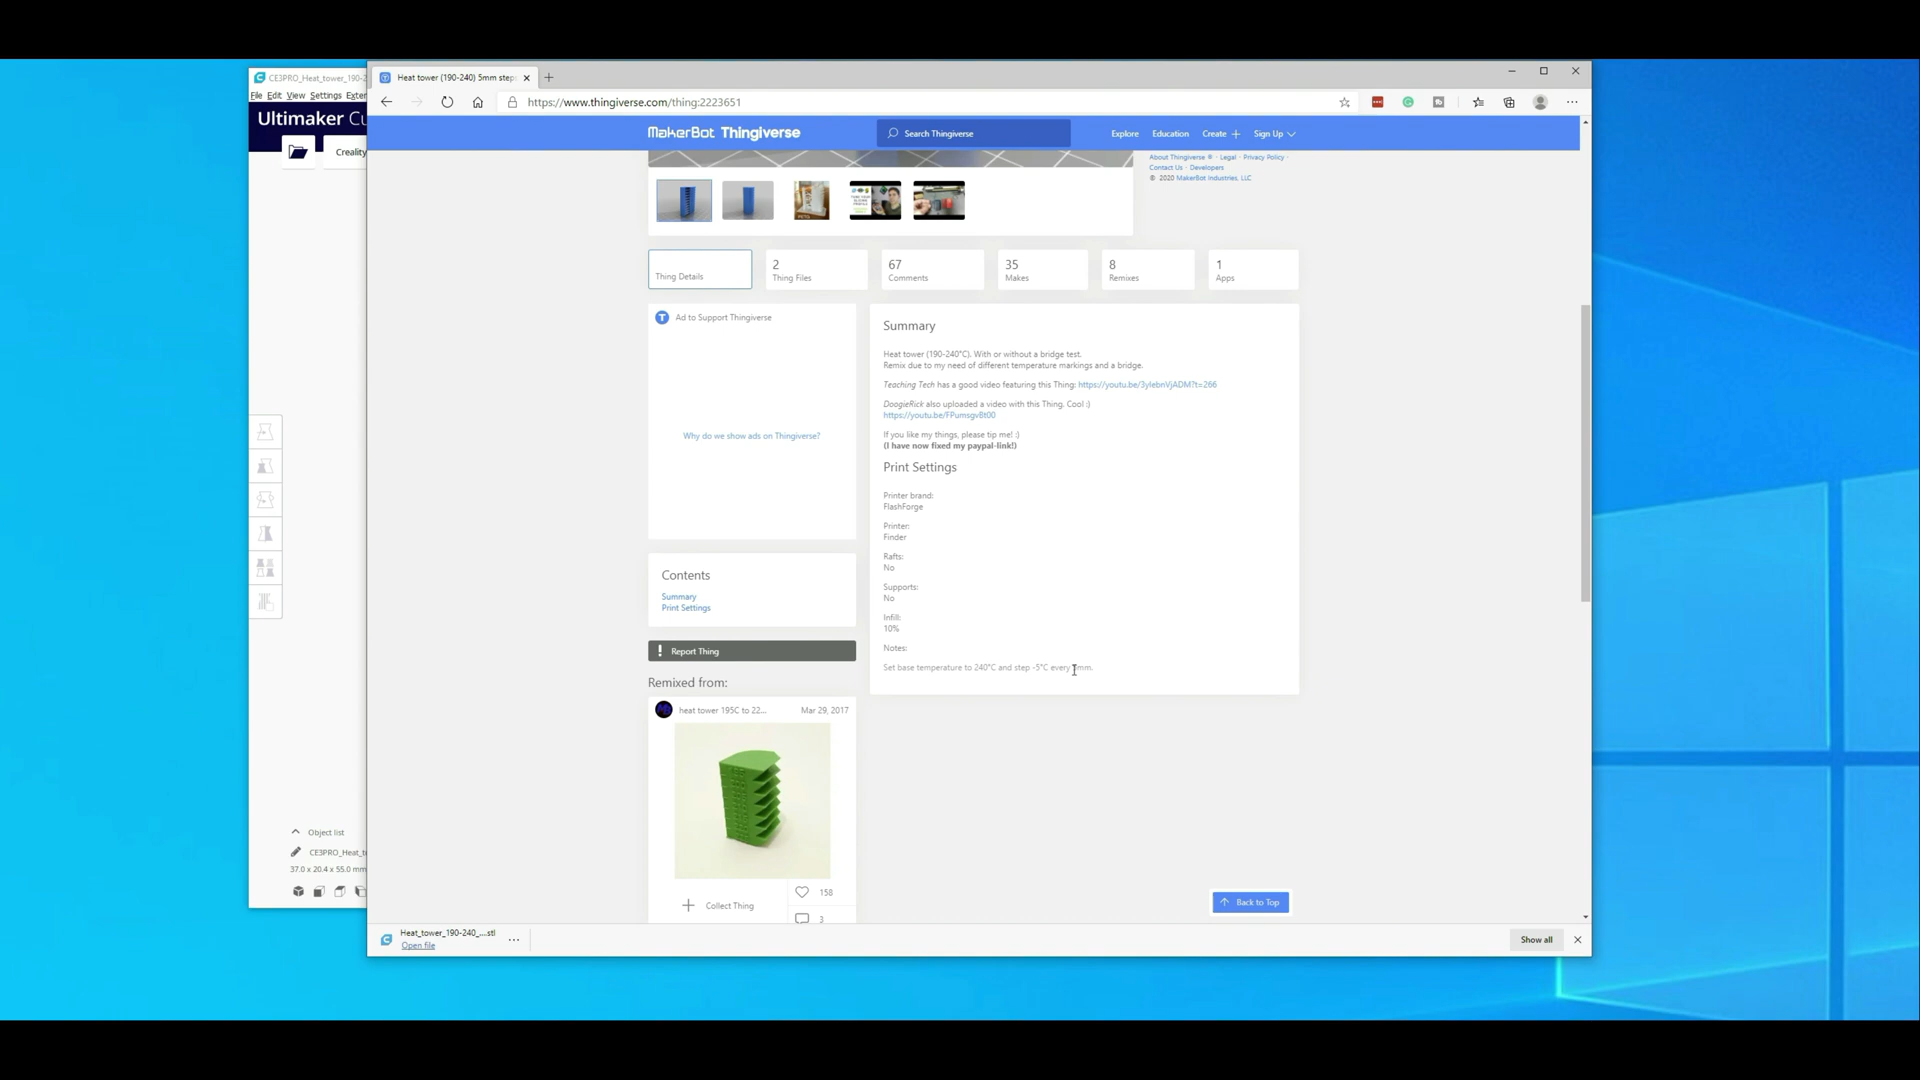 CE3PRO_Heat_tower_190-2
Heat tower (190-240) 5mm step
https://www.thingiverse.com/thing:2223651
File Edit View Settings Exter
Ultimaker Cu
Creality
MakerBot Thingiverse
Search Thingiverse
Explore
Education
Create
Sign Up
About Thingiverse ® · Legal · Privacy Policy ·
Contact Us · Developers
© 2020 MakerBot Industries, LLC
PETG
Thing Details
2
Thing Files
67
Comments
35
Makes
8
Remixes
1
Apps
Ad to Support Thingiverse
Why do we show ads on Thingiverse?
Summary
Heat tower (190-240°C). With or without a bridge test.
Remix due to my need of different temperature markings and a bridge.
Teaching Tech has a good video featuring this Thing: https://youtu.be/3yIebnVjADM?t=266
DoogieRick also uploaded a video with this Thing. Cool :)
https://youtu.be/FPumsgvBt00
If you like my things, please tip me! :)
(I have now fixed my paypal-link!)
Print Settings
Printer brand:
FlashForge
Printer:
Finder
Rafts:
No
Supports:
No
Infill:
10%
Notes:
Set base temperature to 240°C and step -5°C every
Contents
Summary
Print Settings
Report Thing
Remixed from:
heat tower 195C to 22...
Mar 29, 2017
Collect Thing
158
3
Back to Top
Object list
CE3PRO_Heat_to
37.0 x 20.4 x 55.0 mm
Heat_tower_190-240_....stl
Open file
Show all